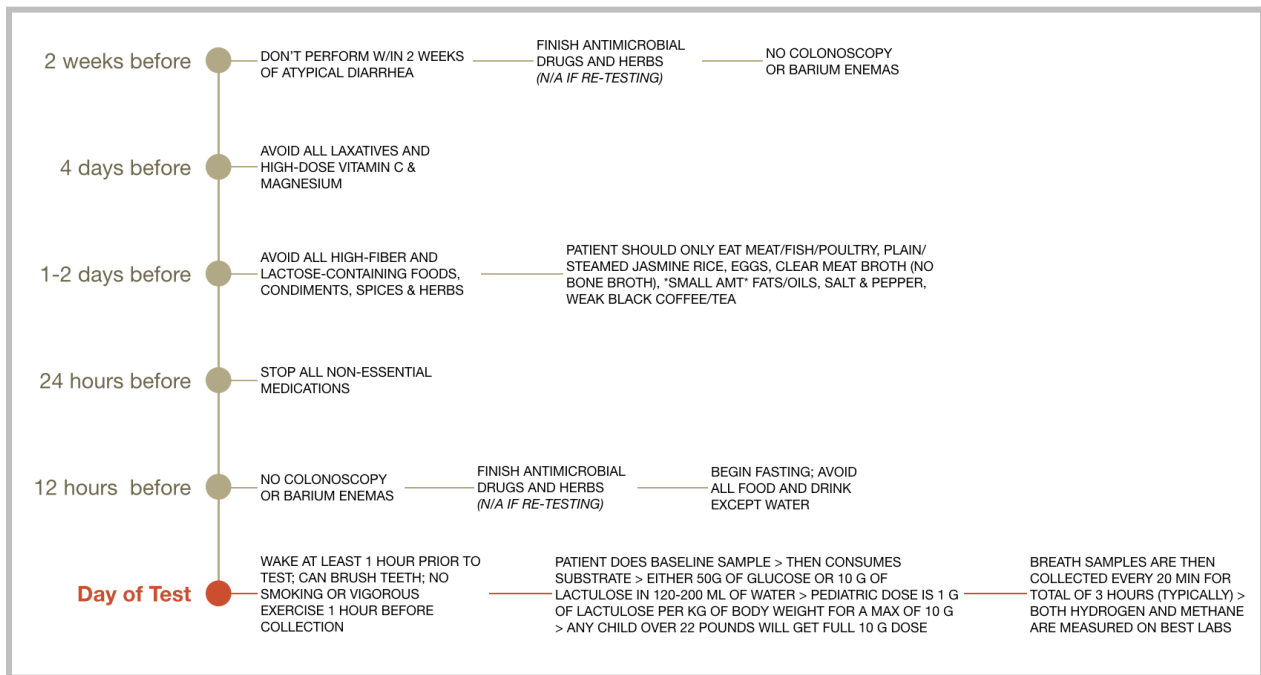 2 weeks before
DON'T PERFORM W/IN 2 WEEKS
OF ATYPICAL DIARRHEA
FINISH ANTIMICROBIAL
DRUGS AND HERBS
(N/A IF RE-TESTING)
NO COLONOSCOPY
OR BARIUM ENEMAS
4 days before
AVOID ALL LAXATIVES AND
HIGH-DOSE VITAMIN C &
MAGNESIUM
1-2 days before
AVOID ALL HIGH-FIBER AND
LACTOSE-CONTAINING FOODS,
CONDIMENTS, SPICES & HERBS
PATIENT SHOULD ONLY EAT MEAT/FISH/POULTRY, PLAIN/
STEAMED JASMINE RICE, EGGS, CLEAR MEAT BROTH (NO
BONE BROTH), *SMALL AMT* FATS/OILS, SALT & PEPPER,
WEAK BLACK COFFEE/TEA
24 hours before
STOP ALL NON-ESSENTIAL
MEDICATIONS
12 hours before
NO COLONOSCOPY
OR BARIUM ENEMAS
FINISH ANTIMICROBIAL
DRUGS AND HERBS
(N/A IF RE-TESTING)
BEGIN FASTING; AVOID
ALL FOOD AND DRINK
EXCEPT WATER
Day of Test
WAKE AT LEAST 1 HOUR PRIOR TO
TEST; CAN BRUSH TEETH; NO
SMOKING OR VIGOROUS
EXERCISE 1 HOUR BEFORE
COLLECTION
PATIENT DOES BASELINE SAMPLE > THEN CONSUMES
SUBSTRATE > EITHER 50G OF GLUCOSE OR 10 G OF
LACTULOSE IN 120-200 ML OF WATER > PEDIATRIC DOSE IS 1 G
OF LACTULOSE PER KG OF BODY WEIGHT FOR A MAX OF 10 G
> ANY CHILD OVER 22 POUNDS WILL GET FULL 10 G DOSE
BREATH SAMPLES ARE THEN
COLLECTED EVERY 20 MIN FOR
TOTAL OF 3 HOURS (TYPICALLY) >
BOTH HYDROGEN AND METHANE
ARE MEASURED ON BEST LABS